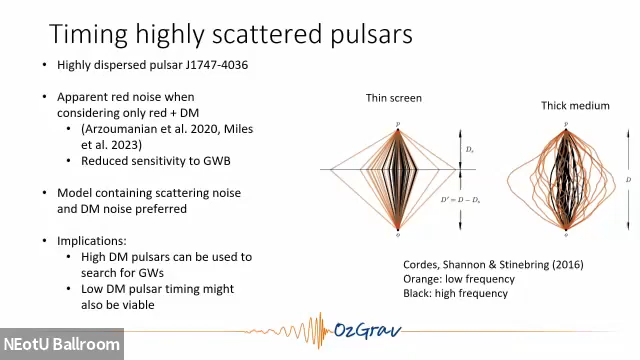 Timing highly scattered pulsars
• Highly dispersed pulsar J1747-4036
• Apparent red noise when
considering only red + DM
• (Arzoumanian et al. 2020, Miles
et al. 2023)
• Reduced sensitivity to GWB
• Model containing scattering noise
and DM noise preferred
• Implications:
• High DM pulsars can be used to
search for GWs
• Low DM pulsar timing might
also be viable
Thin screen
p
Dₛ
D' = D − Dₛ
o
Thick medium
p
D
o
Cordes, Shannon & Stinebring (2016)
Orange: low frequency
Black: high frequency
OzGrav
NEotU Ballroom